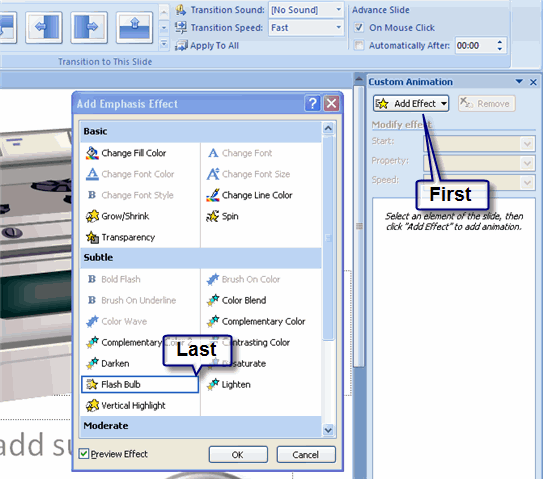 Transition Sound: [No Sound]
Transition Speed: Fast
Apply To All
Transition to This Slide
Advance Slide
On Mouse Click
Automatically After: 00:00
Custom Animation
Add Effect
Remove
Modify effect
Start:
Property:
Speed:
First
Select an element of the slide, then
click "Add Effect" to add animation.
Add Emphasis Effect
Basic
Change Fill Color
Change Font
Change Font Color
Change Font Size
Change Font Style
Change Line Color
Grow/Shrink
Spin
Transparency
Subtle
Bold Flash
Brush On Color
Brush On Underline
Color Blend
Color Wave
Complementary Color
Complementary Color 2
Contrasting Color
Last
Darken
Desaturate
Flash Bulb
Lighten
Vertical Highlight
Moderate
Preview Effect
OK
Cancel
add su